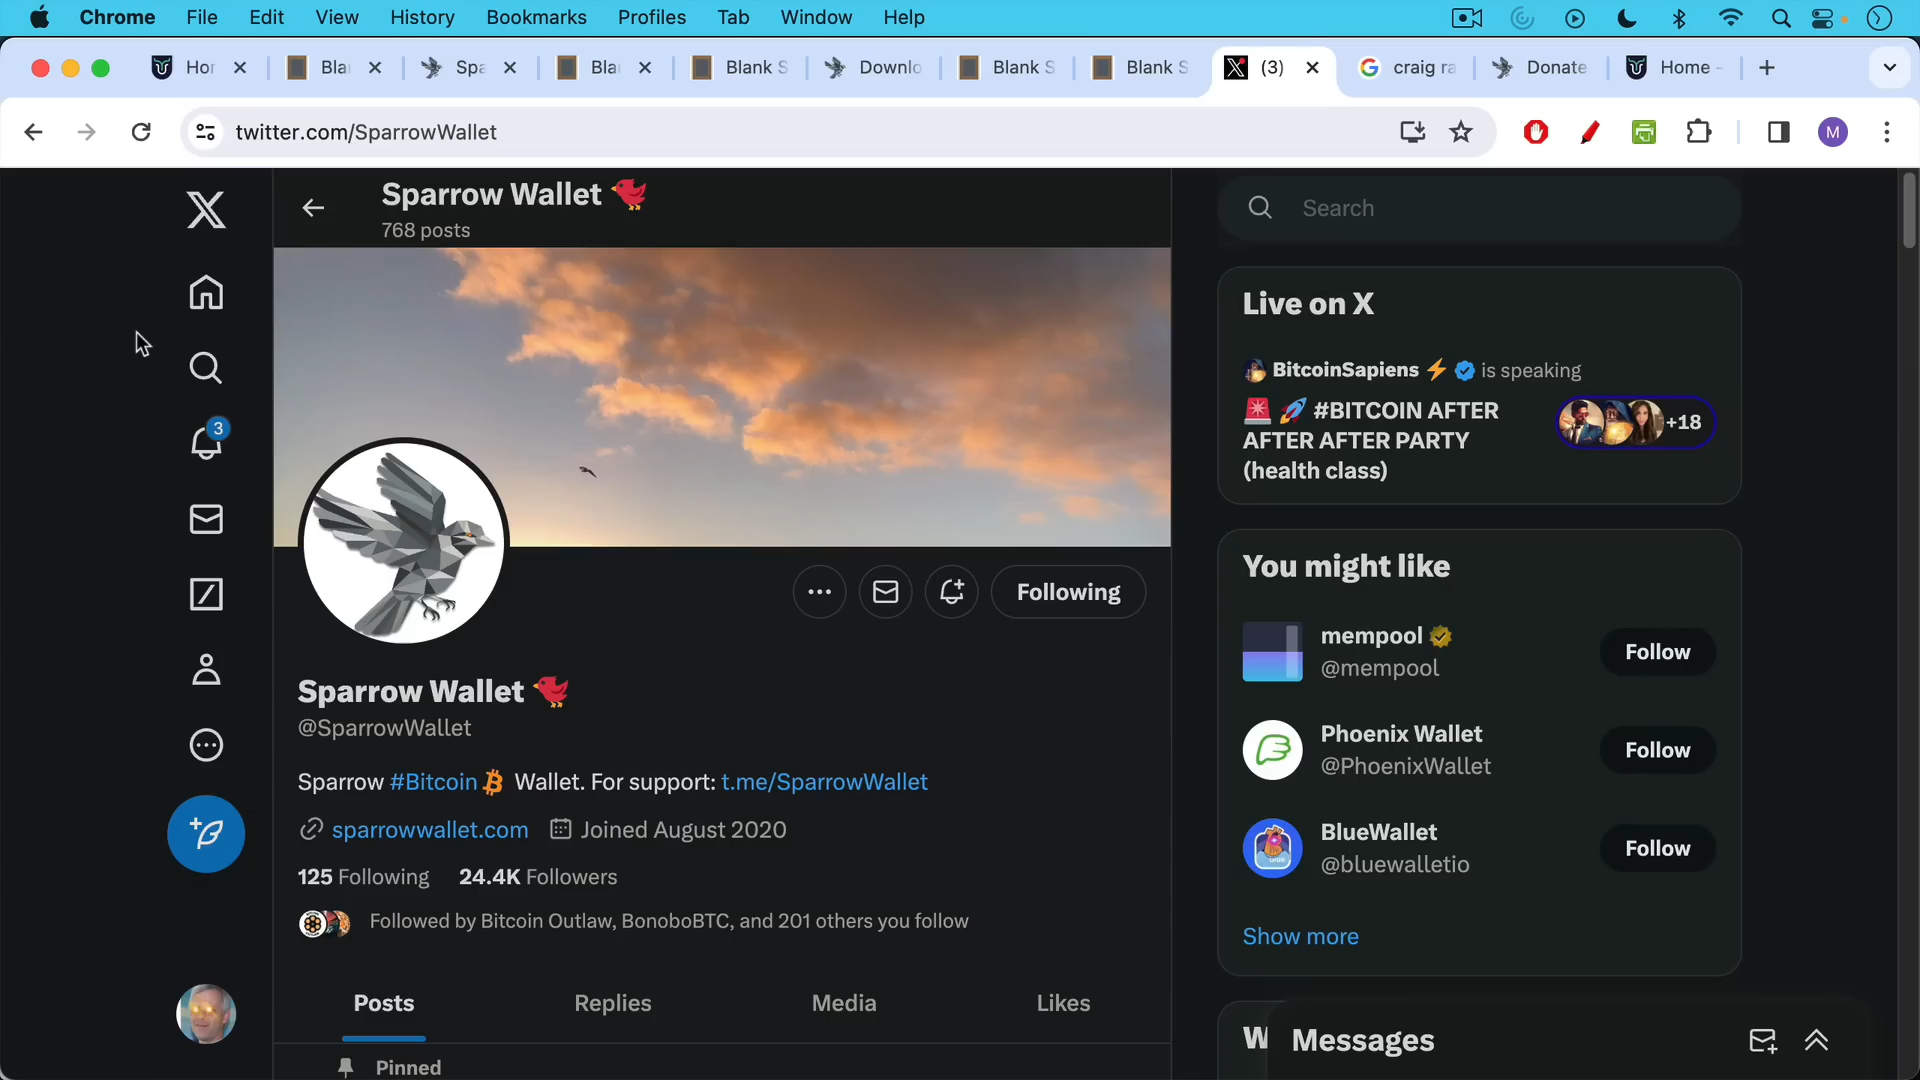 Chrome File Edit View History Bookmarks Profiles Tab Window Help
Hor Bla Spa Bla Blank S Downlo Blank S Blank S (3) craig ra Donate Home -
twitter.com/SparrowWallet
M
Sparrow Wallet
768 posts
3
Following
Sparrow Wallet
@SparrowWallet
Sparrow #Bitcoin Wallet. For support: t.me/SparrowWallet
sparrowwallet.com Joined August 2020
125 Following 24.4K Followers
Followed by Bitcoin Outlaw, BonoboBTC, and 201 others you follow
Posts Replies Media Likes
Pinned
Search
Live on X
BitcoinSapiens is speaking
#BITCOIN AFTER
AFTER AFTER PARTY
(health class)
+18
You might like
mempool
@mempool
Follow
Phoenix Wallet
@PhoenixWallet
Follow
BlueWallet
@bluewalletio
Follow
Show more
Messages